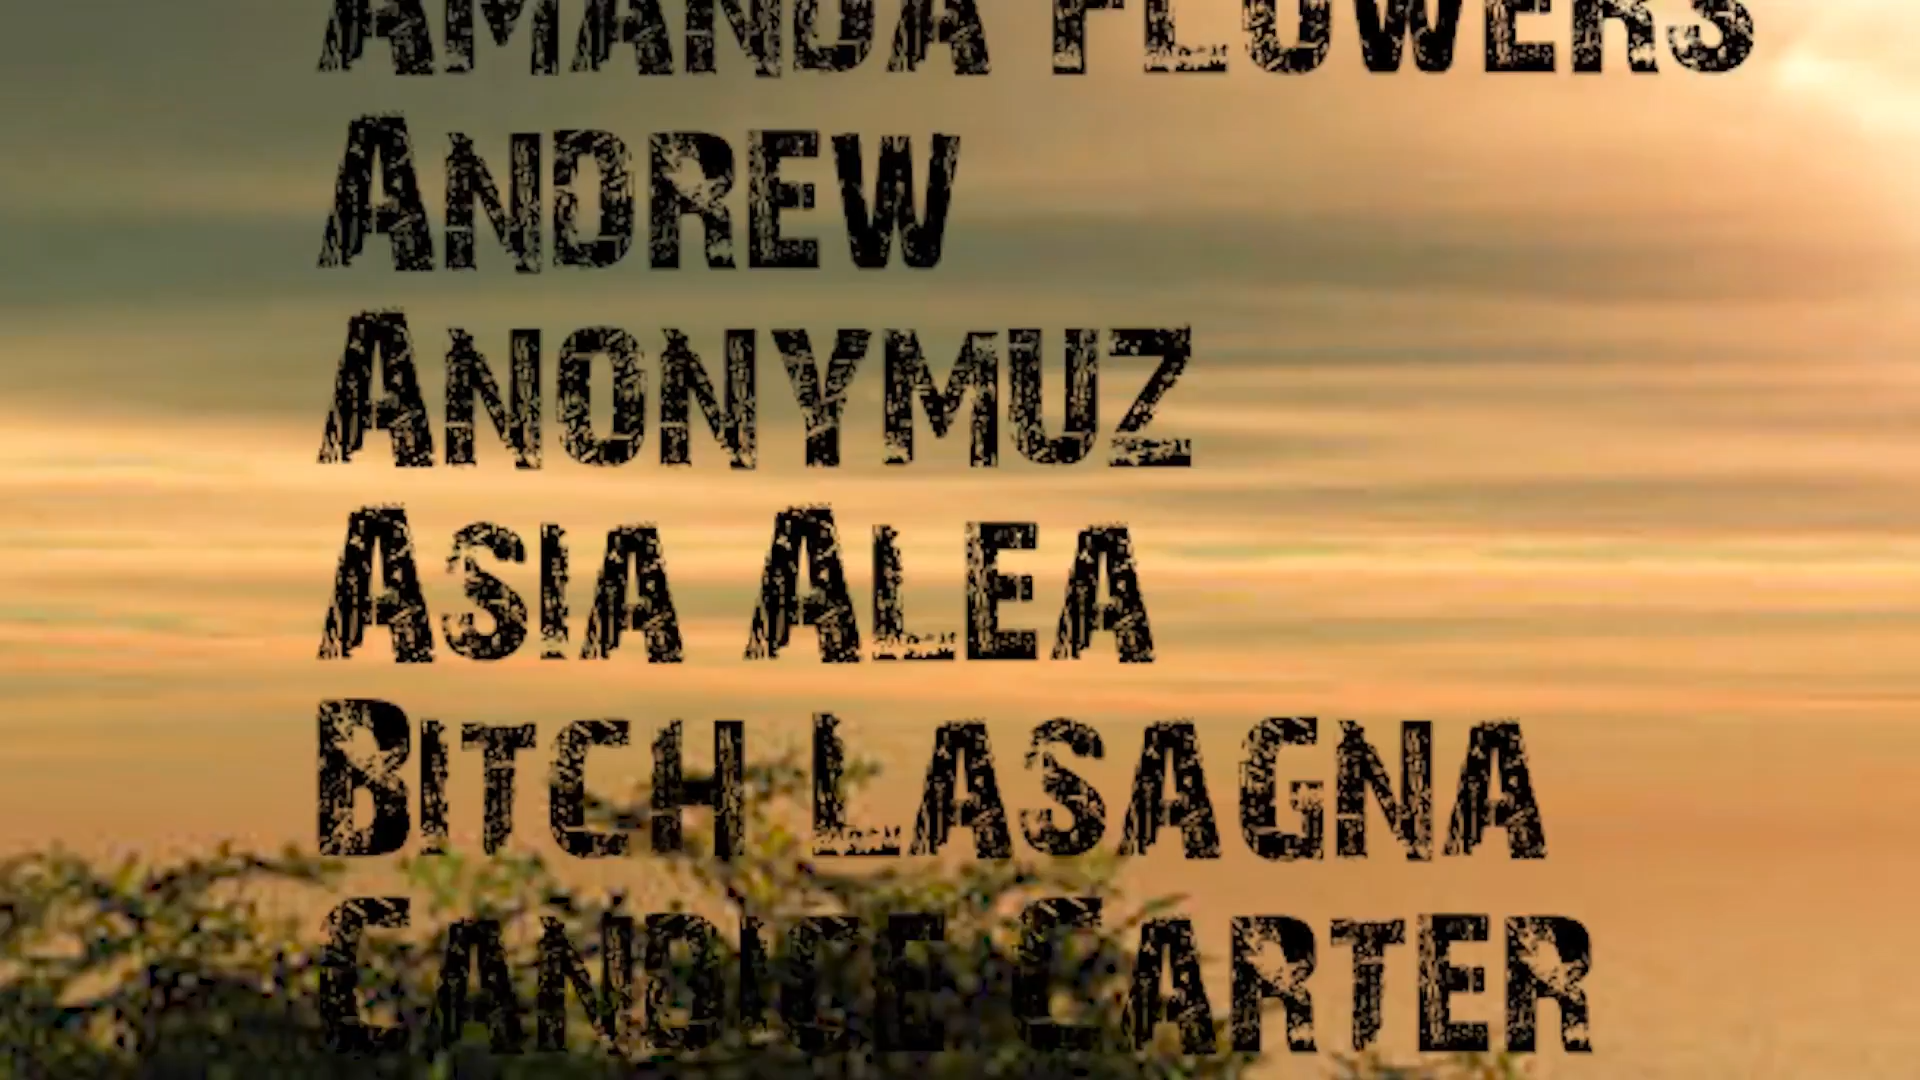 Amanda Flowers
Andrew
Anonymuz
Asia Alea
Bitch Lasagna
Candice Carter